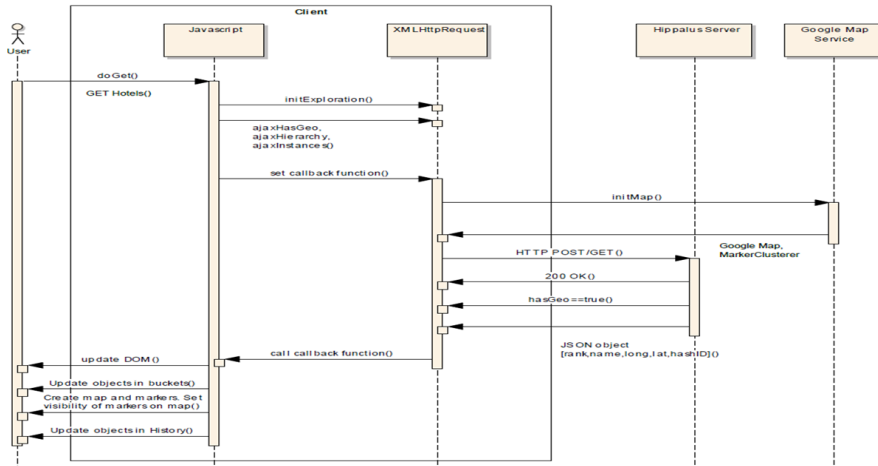 Client
Javascript
XMLHttpRequest
Hippalus Server
Google Map
Service
User
doGet()
GET Hotels()
initExploration()
ajaxHasGeo,
ajaxHierarchy,
ajaxInstances()
set callback function()
initMap()
Google Map,
MarkerClusterer
HTTP POST/GET()
200 OK()
hasGeo==true()
JSON object
[rank,name,long,lat,hashID]()
call callback function()
update DOM()
Update objects in buckets()
Create map and markers. Set
visibility of markers on map()
Update objects in History()